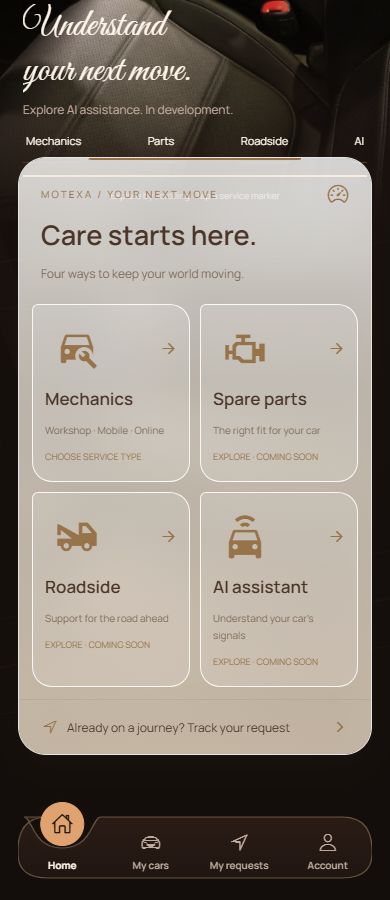 Understand
your next move.
Explore AI assistance. In development.
Mechanics Parts Roadside AI
MOTEXA / YOUR NEXT MOVE
service marker
Care starts here.
Four ways to keep your world moving.
Mechanics
Workshop · Mobile · Online
CHOOSE SERVICE TYPE
Spare parts
The right fit for your car
EXPLORE · COMING SOON
Roadside
Support for the road ahead
EXPLORE · COMING SOON
AI assistant
Understand your car's
signals
EXPLORE · COMING SOON
Already on a journey? Track your request
Home My cars My requests Account